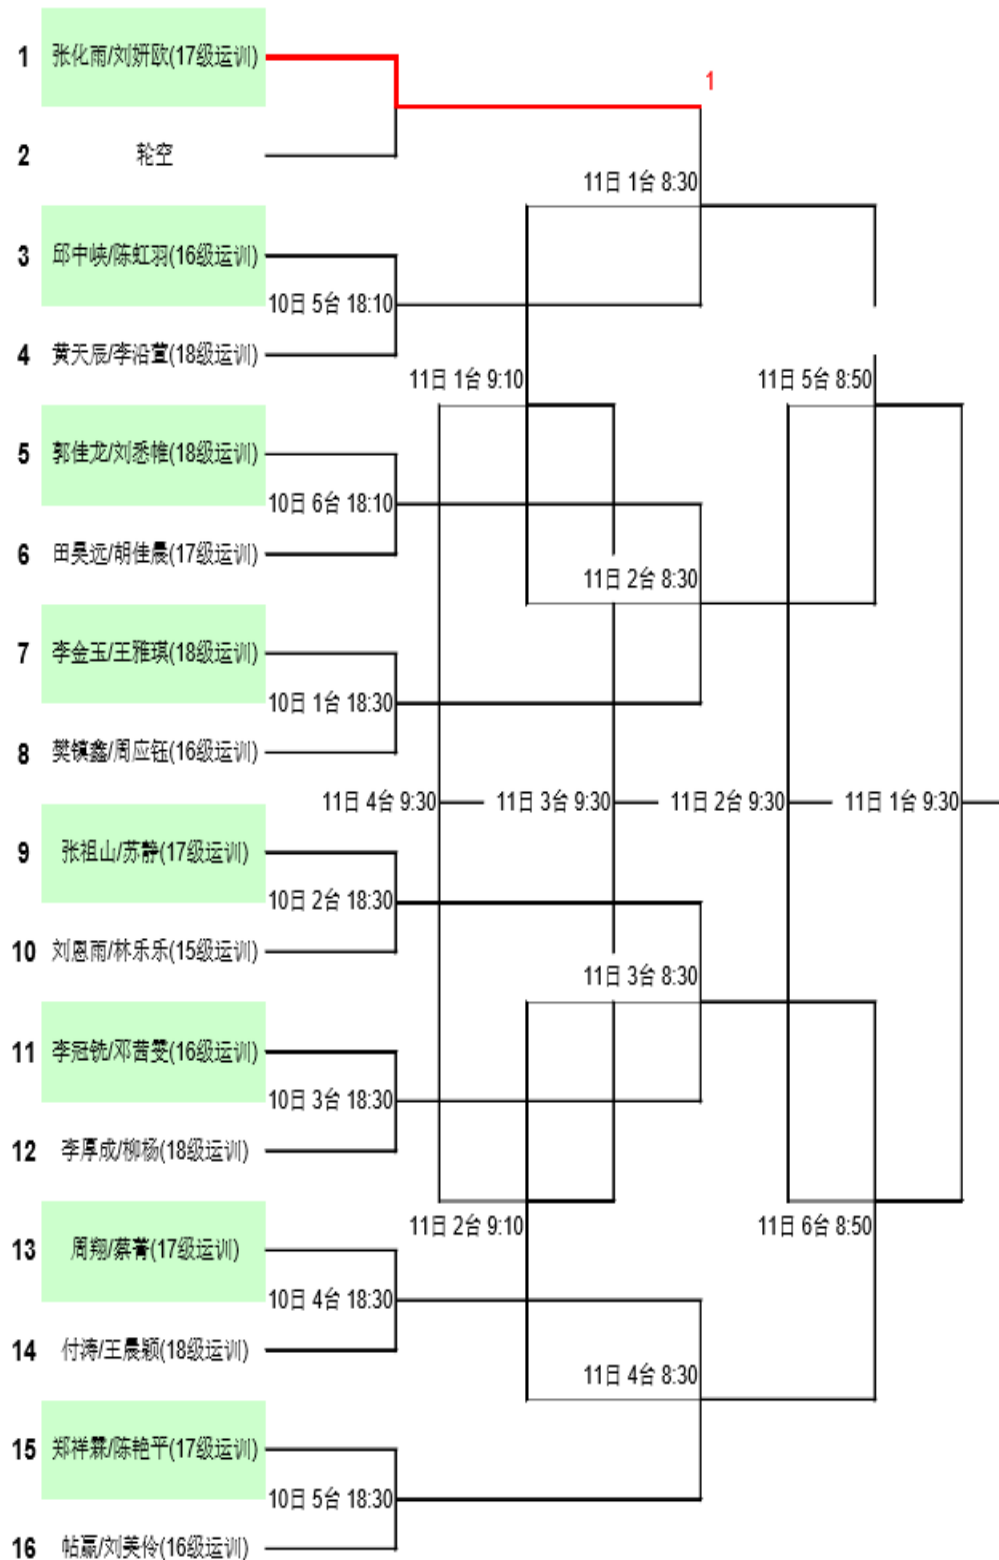 1 张化雨/刘妍欧(17级运训)
1
2 轮空
11日 1台 8:30
3 邱中峡/陈虹羽(16级运训)
10日 5台 18:10
4 黄天辰/李沿萱(18级运训)
11日 1台 9:10
11日 5台 8:50
5 郭佳龙/刘悉帷(18级运训)
10日 6台 18:10
6 田昊远/胡佳晨(17级运训)
11日 2台 8:30
7 李金玉/王雅琪(18级运训)
10日 1台 18:30
8 樊镇鑫/周应钰(16级运训)
11日 4台 9:30
11日 3台 9:30
11日 2台 9:30
11日 1台 9:30
9 张祖山/苏静(17级运训)
10日 2台 18:30
10 刘恩雨/林乐乐(15级运训)
11日 3台 8:30
11 李冠铣/邓茜雯(16级运训)
10日 3台 18:30
12 李厚成/柳杨(18级运训)
11日 2台 9:10
11日 6台 8:50
13 周翔/蔡菁(17级运训)
10日 4台 18:30
14 付涛/王晨颖(18级运训)
11日 4台 8:30
15 郑祥霖/陈艳平(17级运训)
10日 5台 18:30
16 帖赢/刘美伶(16级运训)